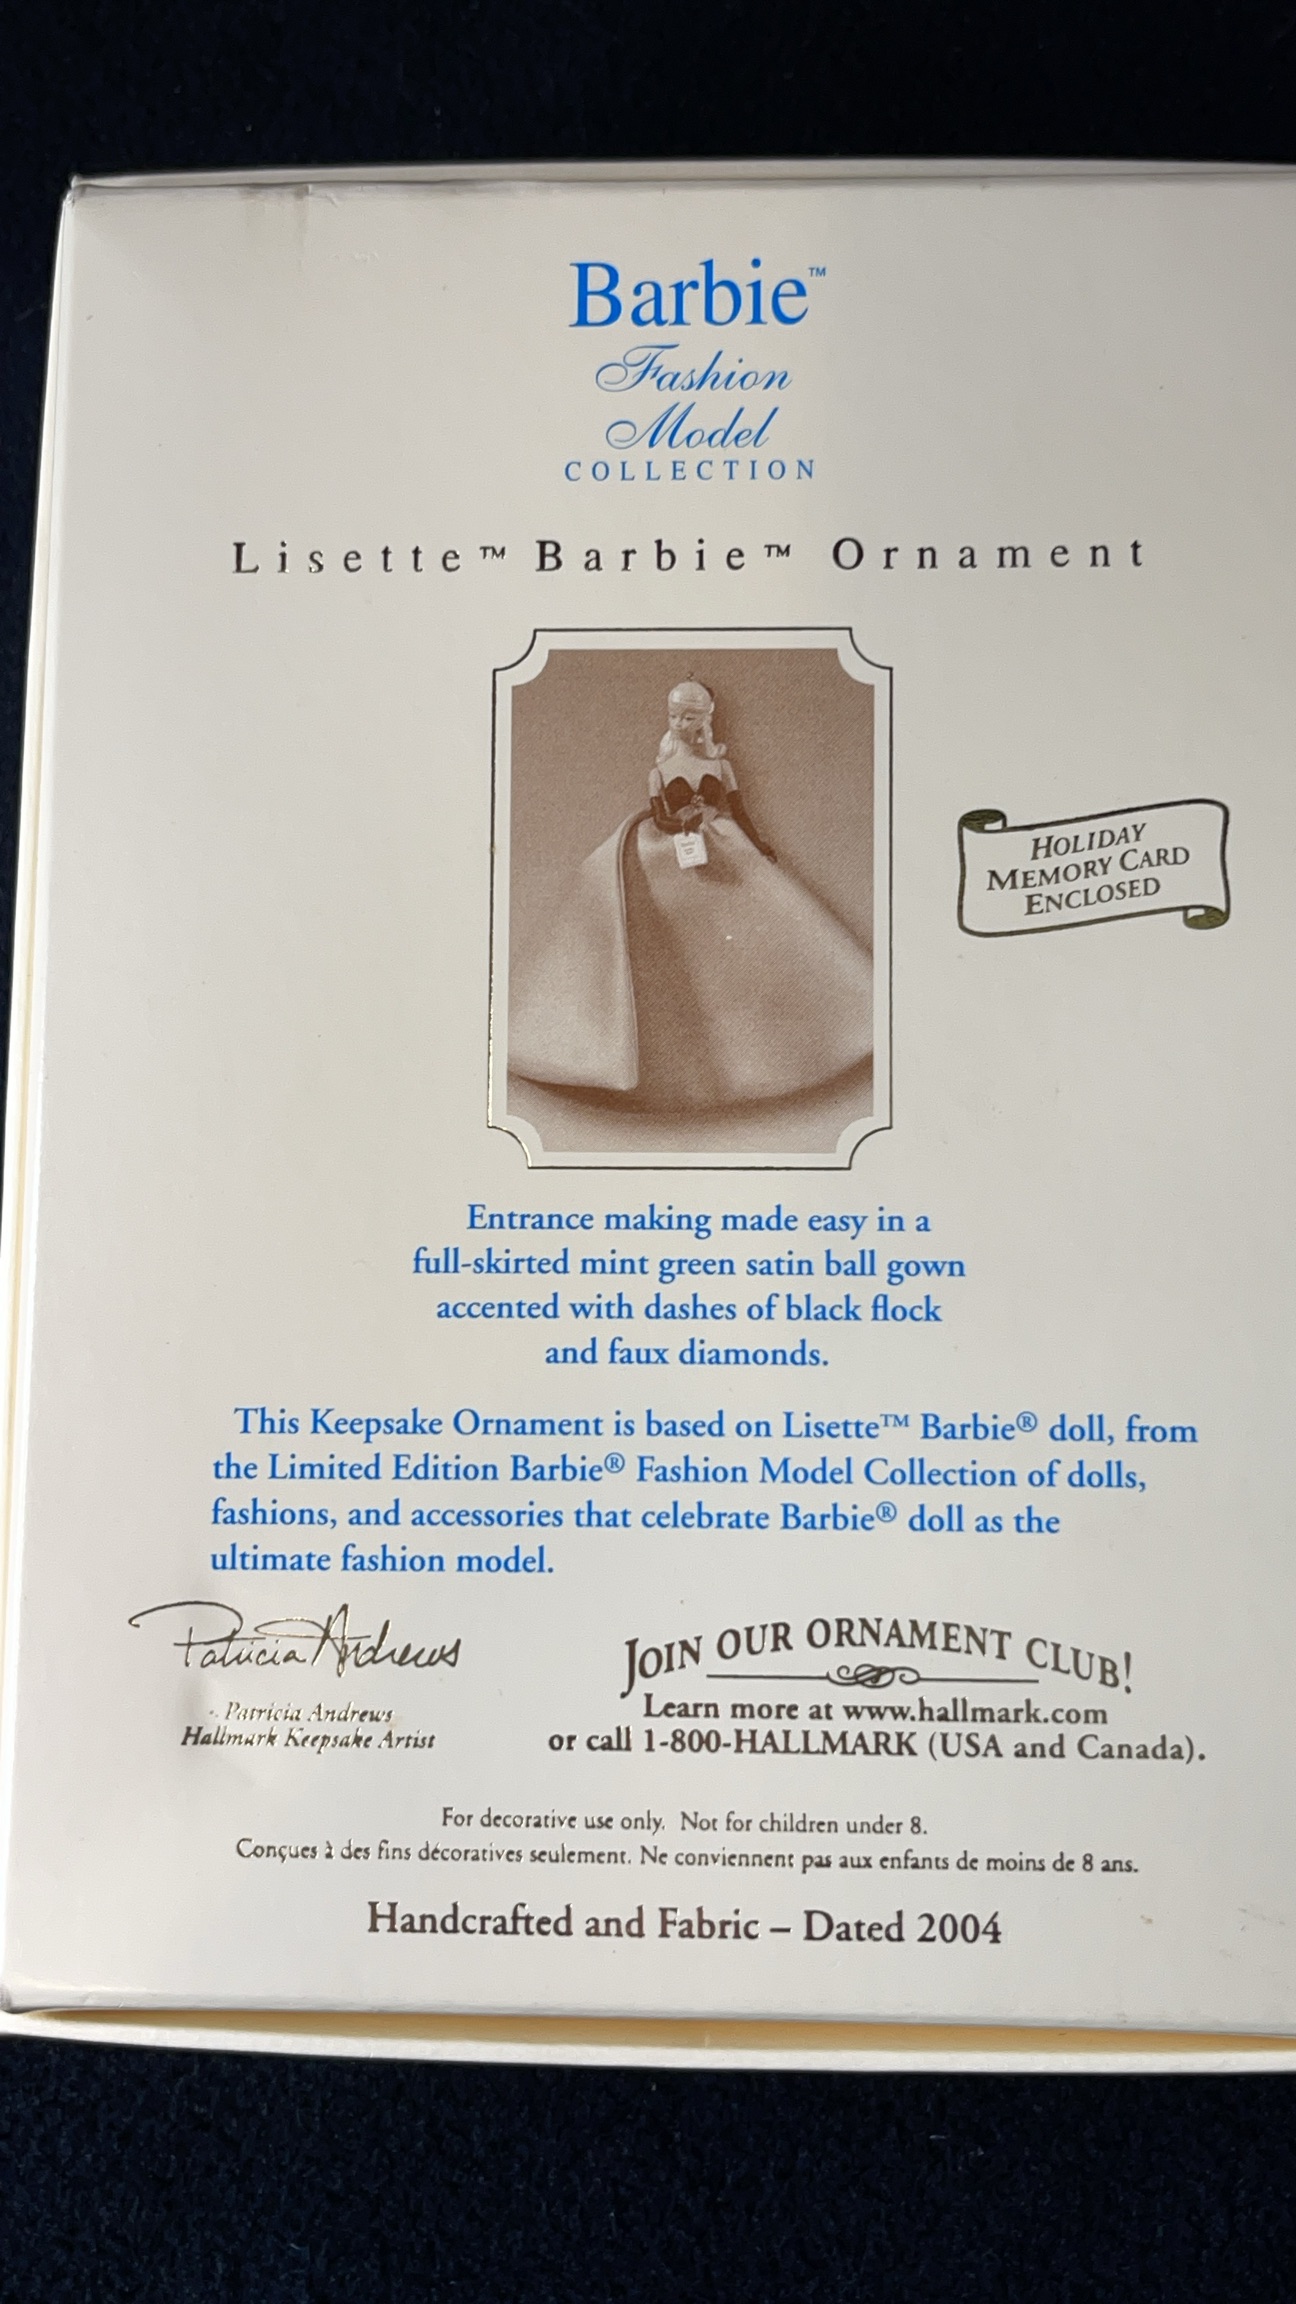 Barbie™
Fashion
Model
COLLECTION
Lisette™ Barbie™ Ornament
HOLIDAY
MEMORY CARD
ENCLOSED
Entrance making made easy in a
full-skirted mint green satin ball gown
accented with dashes of black flock
and faux diamonds.
This Keepsake Ornament is based on Lisette™ Barbie® doll, from
the Limited Edition Barbie® Fashion Model Collection of dolls,
fashions, and accessories that celebrate Barbie® doll as the
ultimate fashion model.
Patricia Andrews
Patricia Andrews
Hallmark Keepsake Artist
JOIN OUR ORNAMENT CLUB!
Learn more at www.hallmark.com
or call 1-800-HALLMARK (USA and Canada).
For decorative use only. Not for children under 8.
Conçues à des fins décoratives seulement. Ne conviennent pas aux enfants de moins de 8 ans.
Handcrafted and Fabric – Dated 2004